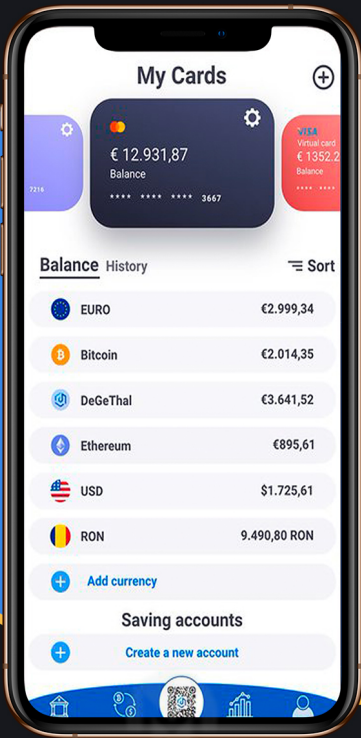 My Cards
7216
€ 12.931,87
Balance
**** **** **** 3667
VISA
Virtual card
€ 1352.2
Balance
**** ****
Balance History
Sort
EURO €2.999,34
Bitcoin €2.014,35
DeGeThal €3.641,52
Ethereum €895,61
USD $1.725,61
RON 9.490,80 RON
Add currency
Saving accounts
Create a new account